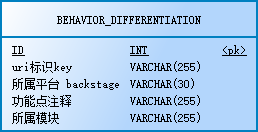 BEHAVIOR_DIFFERENTIATION
ID INT <pk>
uri标识key VARCHAR(255)
所属平台 backstage VARCHAR(30)
功能点注释 VARCHAR(255)
所属模块 VARCHAR(255)